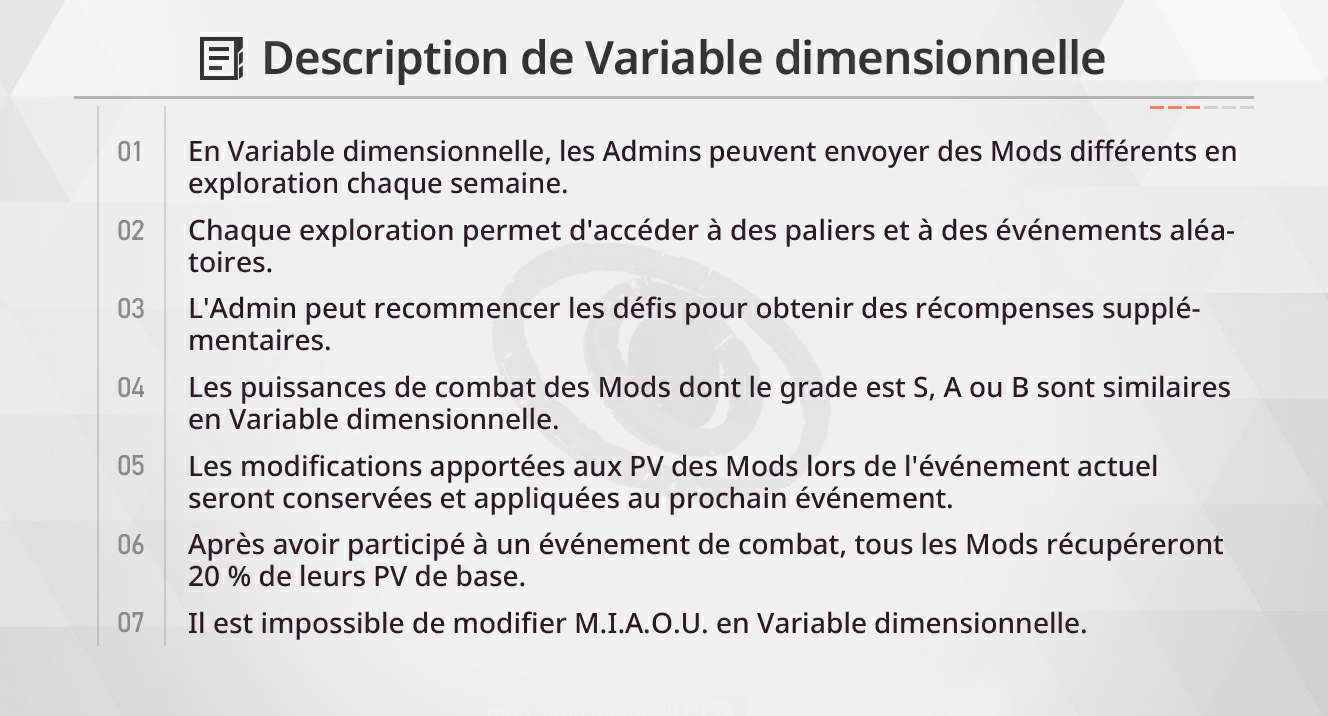 Description de Variable dimensionnelle
01 En Variable dimensionnelle, les Admins peuvent envoyer des Mods différents en
exploration chaque semaine.
02 Chaque exploration permet d'accéder à des paliers et à des événements aléa-
toires.
03 L'Admin peut recommencer les défis pour obtenir des récompenses supplé-
mentaires.
04 Les puissances de combat des Mods dont le grade est S, A ou B sont similaires
en Variable dimensionnelle.
05 Les modifications apportées aux PV des Mods lors de l'événement actuel
seront conservées et appliquées au prochain événement.
06 Après avoir participé à un événement de combat, tous les Mods récupéreront
20 % de leurs PV de base.
07 Il est impossible de modifier M.I.A.O.U. en Variable dimensionnelle.